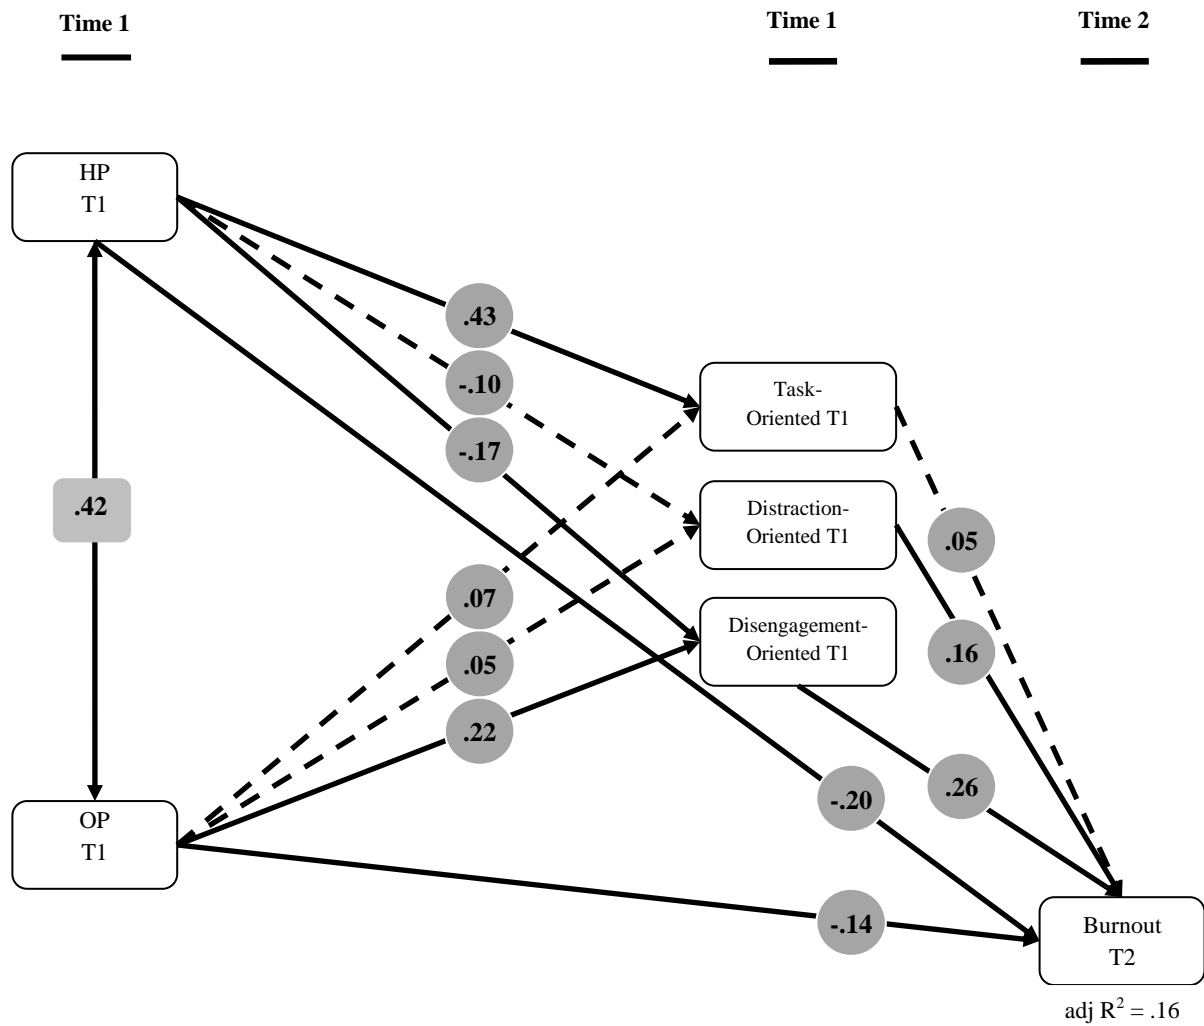 Time 1
Time 1
Time 2
HP
T1
.43
-.10
Task-
Oriented T1
-.17
.42
Distraction-
Oriented T1
.05
.07
Disengagement-
Oriented T1
.16
.05
.22
-.20
.26
OP
T1
-.14
Burnout
T2
adj R² = .16